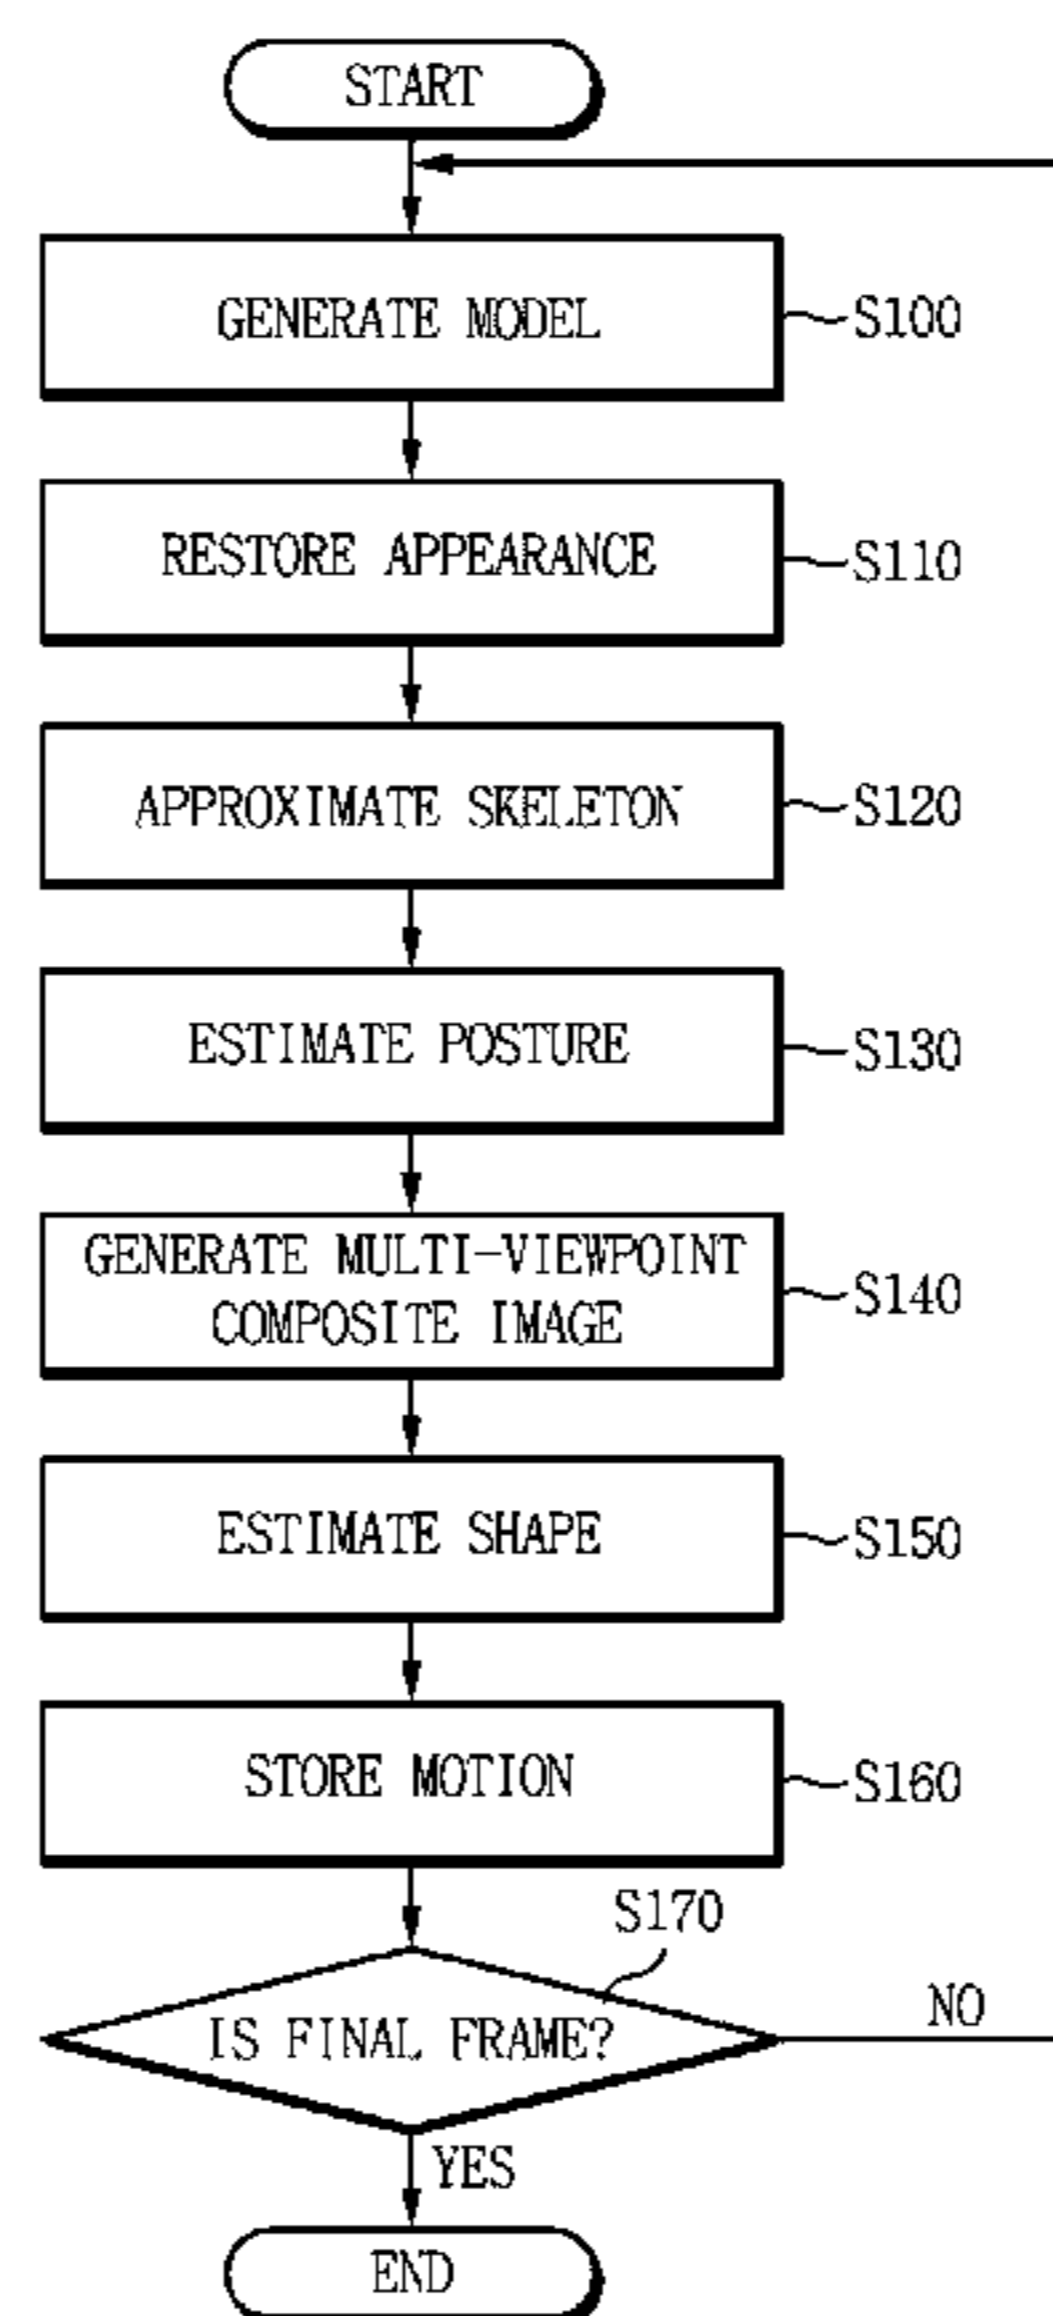 START
GENERATE MODEL
S100
RESTORE APPEARANCE
S110
APPROXIMATE SKELETON
S120
ESTIMATE POSTURE
S130
GENERATE MULTI-VIEWPOINT
COMPOSITE IMAGE
S140
ESTIMATE SHAPE
S150
STORE MOTION
S160
S170
IS FINAL FRAME?
NO
YES
END